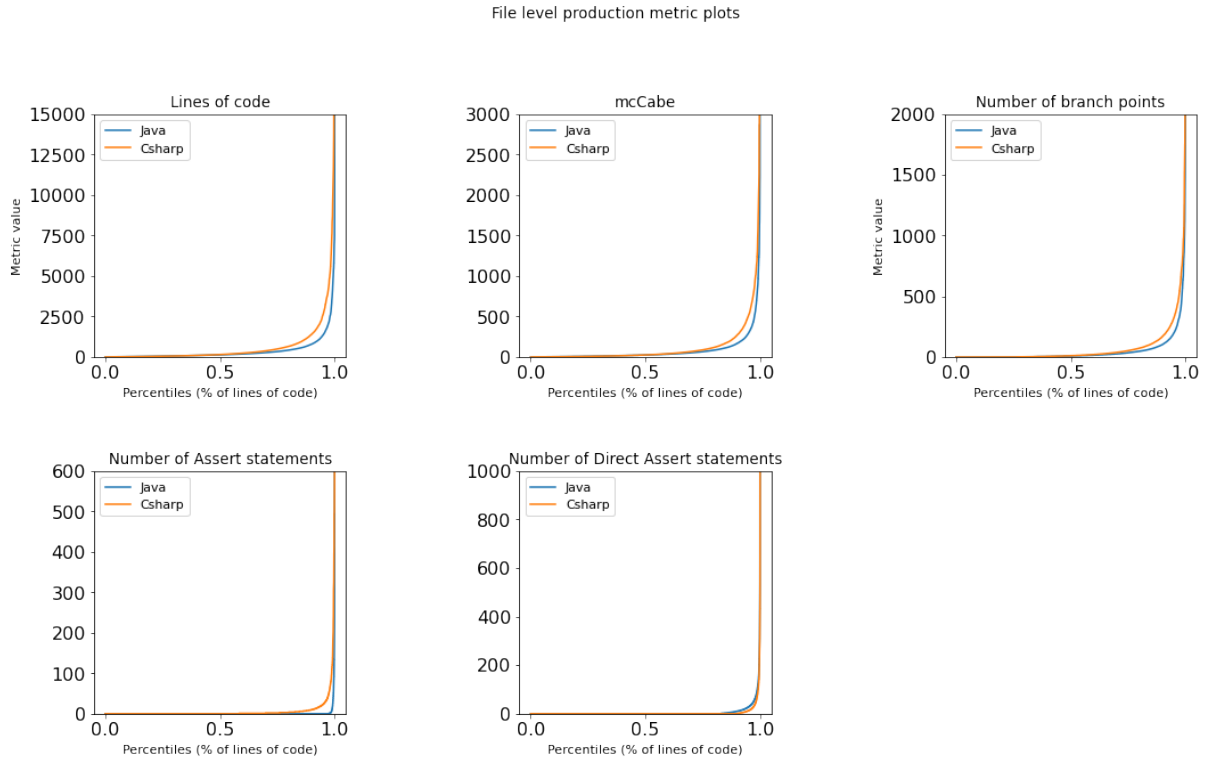 File level production metric plots
Lines of code
15000
12500
10000
7500
5000
2500
0
Metric value
Java
Csharp
0.0
0.5
1.0
Percentiles (% of lines of code)
mcCabe
3000
2500
2000
1500
1000
500
0
Java
Csharp
0.0
0.5
1.0
Percentiles (% of lines of code)
Number of branch points
2000
1500
1000
500
0
Metric value
Java
Csharp
0.0
0.5
1.0
Percentiles (% of lines of code)
Number of Assert statements
600
500
400
300
200
100
0
Java
Csharp
0.0
0.5
1.0
Percentiles (% of lines of code)
Number of Direct Assert statements
1000
800
600
400
200
0
Java
Csharp
0.0
0.5
1.0
Percentiles (% of lines of code)